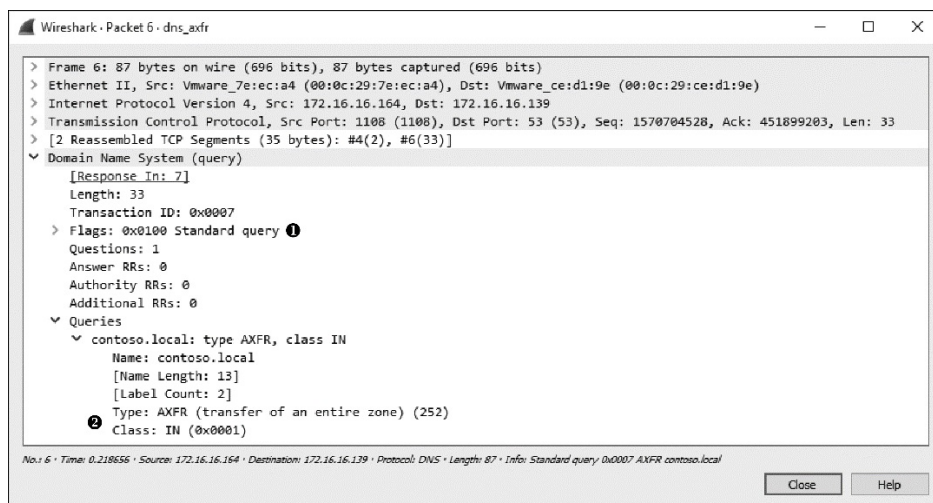 Wireshark · Packet 6 · dns_axfr
> Frame 6: 87 bytes on wire (696 bits), 87 bytes captured (696 bits)
> Ethernet II, Src: Vmware_7e:ec:a4 (00:0c:29:7e:ec:a4), Dst: Vmware_ce:d1:9e (00:0c:29:ce:d1:9e)
> Internet Protocol Version 4, Src: 172.16.16.164, Dst: 172.16.16.139
> Transmission Control Protocol, Src Port: 1108 (1108), Dst Port: 53 (53), Seq: 1570704528, Ack: 451899203, Len: 33
> [2 Reassembled TCP Segments (35 bytes): #4(2), #6(33)]
Domain Name System (query)
[Response In: 7]
Length: 33
Transaction ID: 0x0007
> Flags: 0x0100 Standard query ❶
Questions: 1
Answer RRs: 0
Authority RRs: 0
Additional RRs: 0
Queries
contoso.local: type AXFR, class IN
Name: contoso.local
[Name Length: 13]
[Label Count: 2]
Type: AXFR (transfer of an entire zone) (252)
❷ Class: IN (0x0001)
No.: 6 · Time: 0.218656 · Source: 172.16.16.164 · Destination: 172.16.16.139 · Protocol: DNS · Length: 87 · Info: Standard query 0x0007 AXFR contoso.local
Close Help